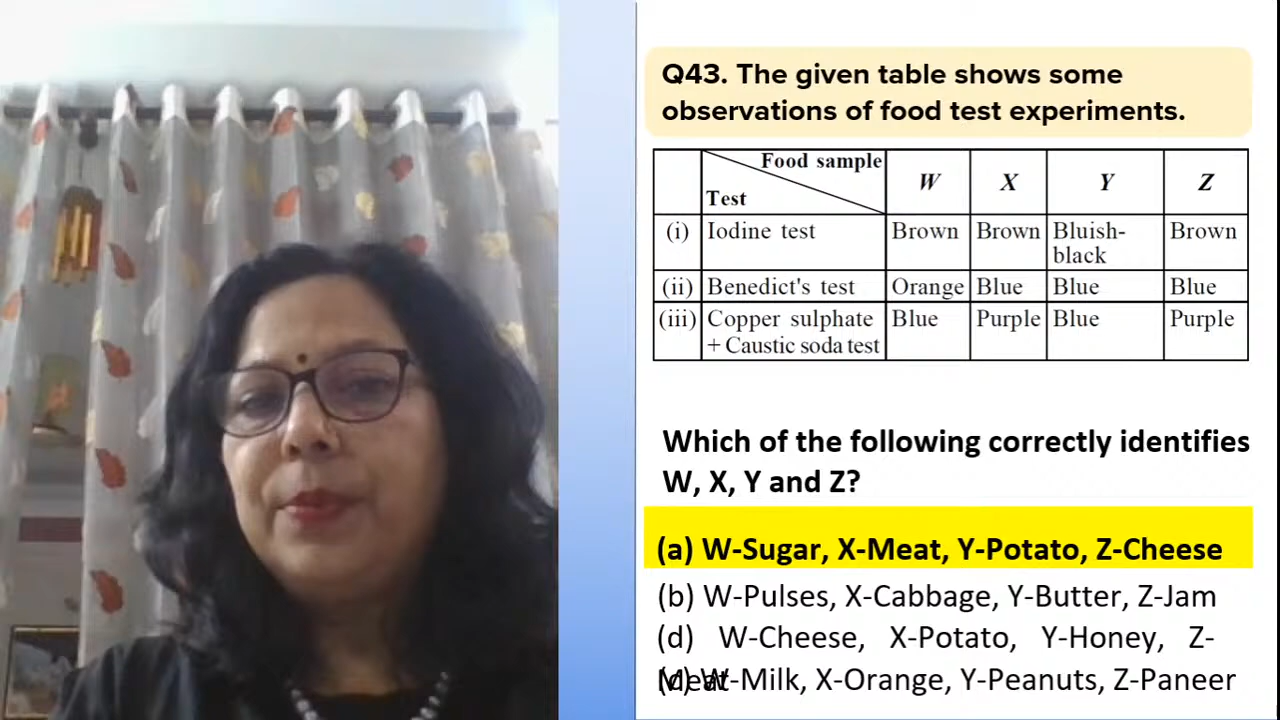 Q43. The given table shows some
observations of food test experiments.
Food sample W X Y Z
Test
(i) Iodine test Brown Brown Bluish-black Brown
(ii) Benedict's test Orange Blue Blue Blue
(iii) Copper sulphate + Caustic soda test Blue Purple Blue Purple
Which of the following correctly identifies
W, X, Y and Z?
(a) W-Sugar, X-Meat, Y-Potato, Z-Cheese
(b) W-Pulses, X-Cabbage, Y-Butter, Z-Jam
(d) W-Cheese, X-Potato, Y-Honey, Z-
Meat
W-Milk, X-Orange, Y-Peanuts, Z-Paneer